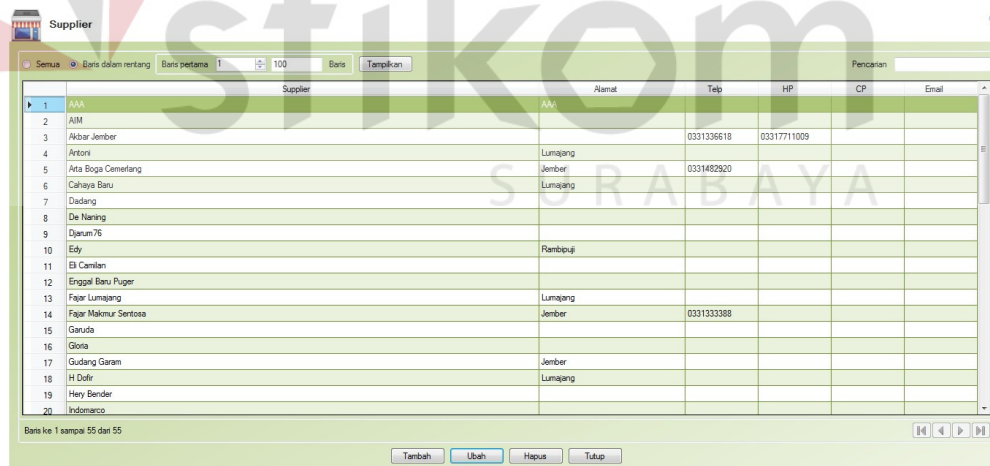 stikom
SURABAYA
Supplier
Semua Baris dalam rentang Baris pertama 1 100 Baris Tampilkan Pencarian
Supplier Alamat Telp HP CP Email
1 AAA AAA
2 AIM
3 Akbar Jember 0331336618 03317711009
4 Antoni Lumajang
5 Arta Boga Cemerlang Jember 0331482920
6 Cahaya Baru Lumajang
7 Dadang
8 De Naning
9 Djarum76
10 Edy Rambipuji
11 Eli Camilan
12 Enggal Baru Puger
13 Fajar Lumajang Lumajang
14 Fajar Makmur Sentosa Jember 0331333388
15 Garuda
16 Gloria
17 Gudang Garam Jember
18 H Dofir Lumajang
19 Hery Bender
20 Indomarco
Baris ke 1 sampai 55 dari 55
Tambah Ubah Hapus Tutup